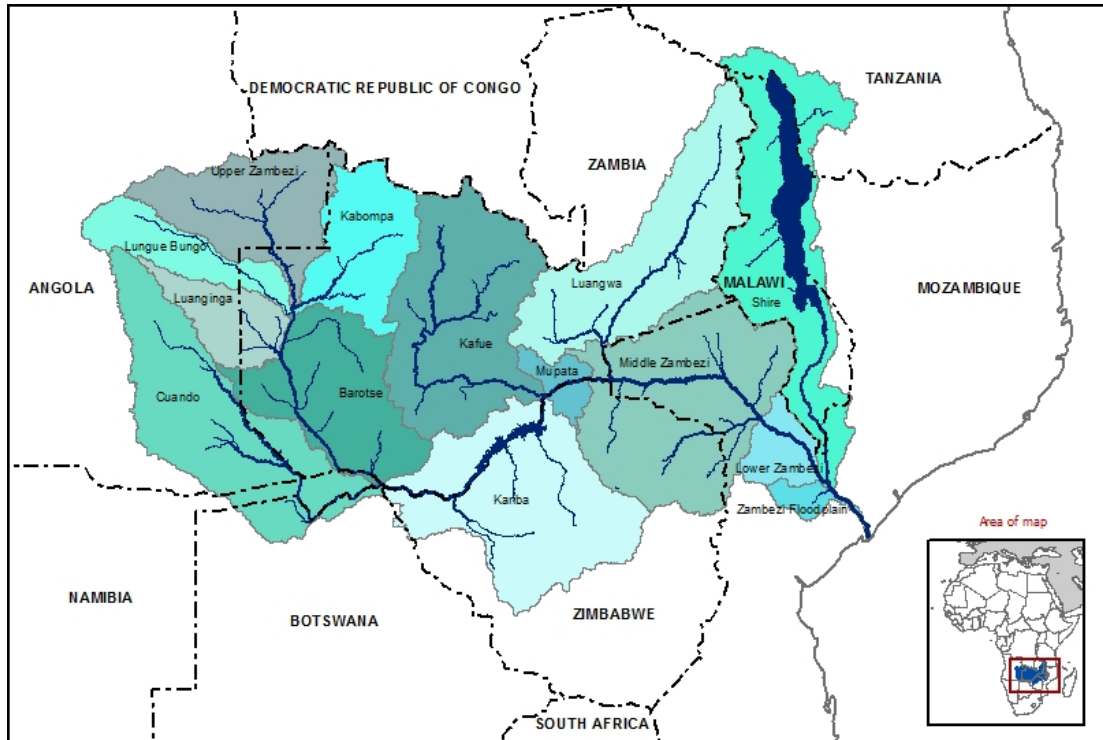 TANZANIA
DEMOCRATIC REPUBLIC OF CONGO
ZAMBIA
Upper Zambezi
Kabompa
Lungue Bungo
ANGOLA
Luanginga
Luangwa
MALAWI
MOZAMBIQUE
Shire
Kafue
Mupata
Middle Zambezi
Cuando
Barotse
Lower Zambezi
Kariba
Zambezi Floodplain
Area of map
NAMIBIA
BOTSWANA
ZIMBABWE
SOUTH AFRICA